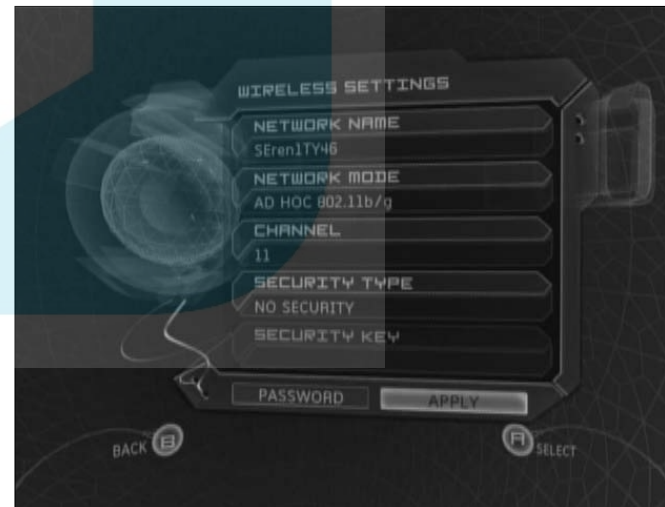 WIRELESS SETTINGS
NETWORK NAME
SEren1TY46
NETWORK MODE
AD HOC 802.11b/g
CHANNEL
11
SECURITY TYPE
NO SECURITY
SECURITY KEY
PASSWORD
APPLY
BACK B
A SELECT